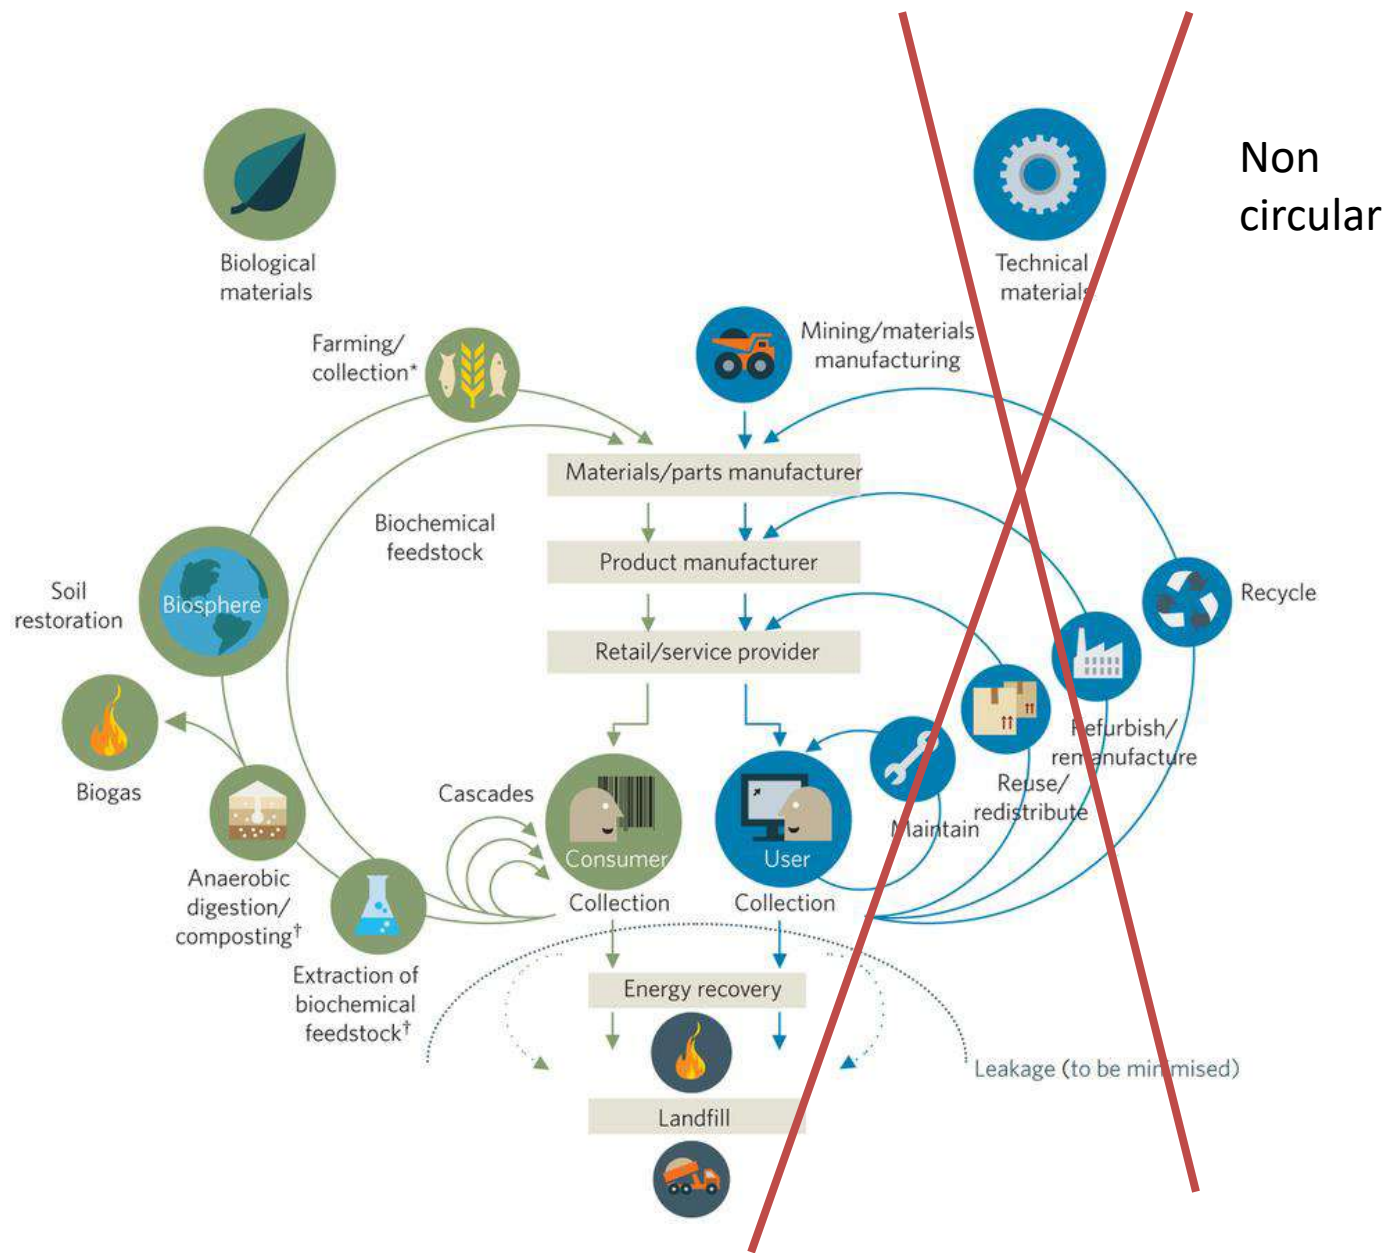 Non
circular
Biological
materials
Technical
materials
Farming/
collection*
Mining/materials
manufacturing
Materials/parts manufacturer
Biochemical
feedstock
Product manufacturer
Soil
restoration
Biosphere
Recycle
Retail/service provider
Biogas
Refurbish/
remanufacture
Reuse/
redistribute
Cascades
Maintain
Consumer
User
Collection
Collection
Anaerobic
digestion/
composting†
Extraction of
biochemical
feedstock†
Energy recovery
Leakage (to be minimised)
Landfill